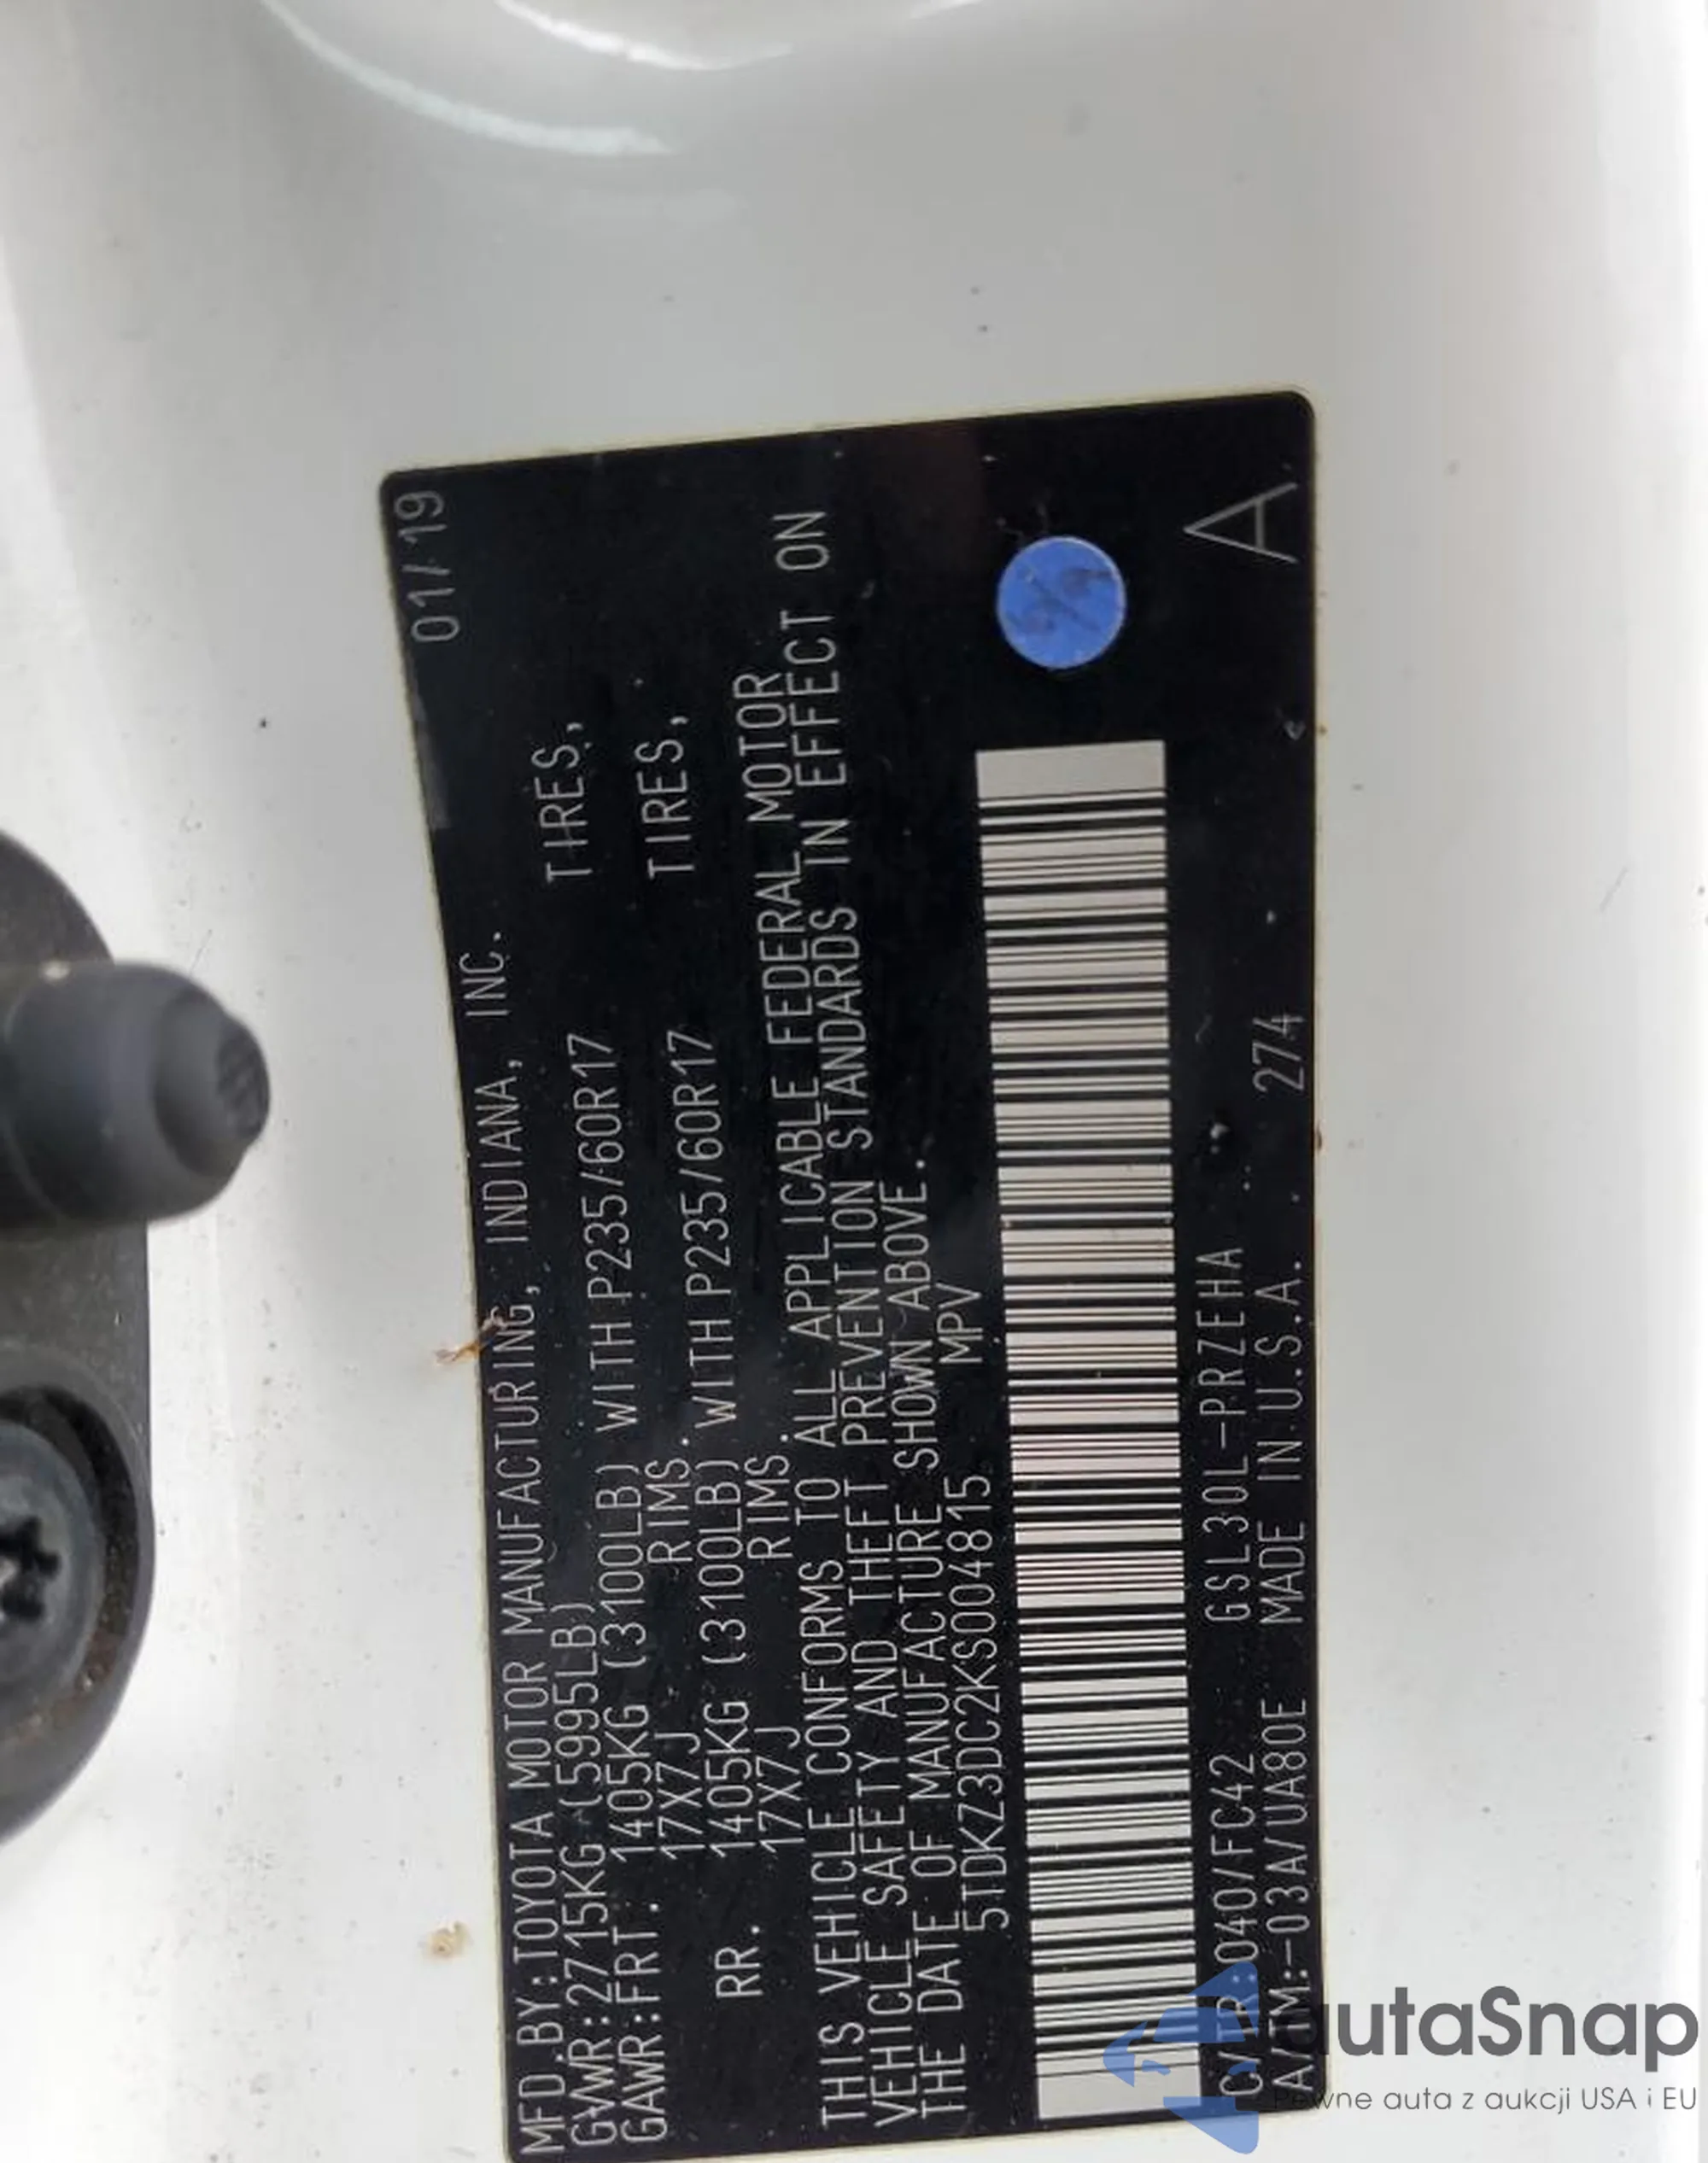 MFD.BY:TOYOTA MOTOR MANUFACTURING, INDIANA, INC. 01/19
GVWR:2715KG (5995LB)
GAWR:FRT. 1405KG (3100LB) WITH P235/60R17 TIRES,
17X7J RIMS.
RR. 1405KG (3100LB) WITH P235/60R17 TIRES,
17X7J RIMS.
THIS VEHICLE CONFORMS TO ALL APPLICABLE FEDERAL MOTOR
VEHICLE SAFETY AND THEFT PREVENTION STANDARDS IN EFFECT ON
THE DATE OF MANUFACTURE SHOWN ABOVE.
5TDKZ3DC2KS004815 MPV
C/TR:040/FC42 GSL30L-PRZEHA
A/TM:-03A/UA80E MADE IN U.S.A. 274
A
autaSnap
Pewne auta z aukcji USA i EU